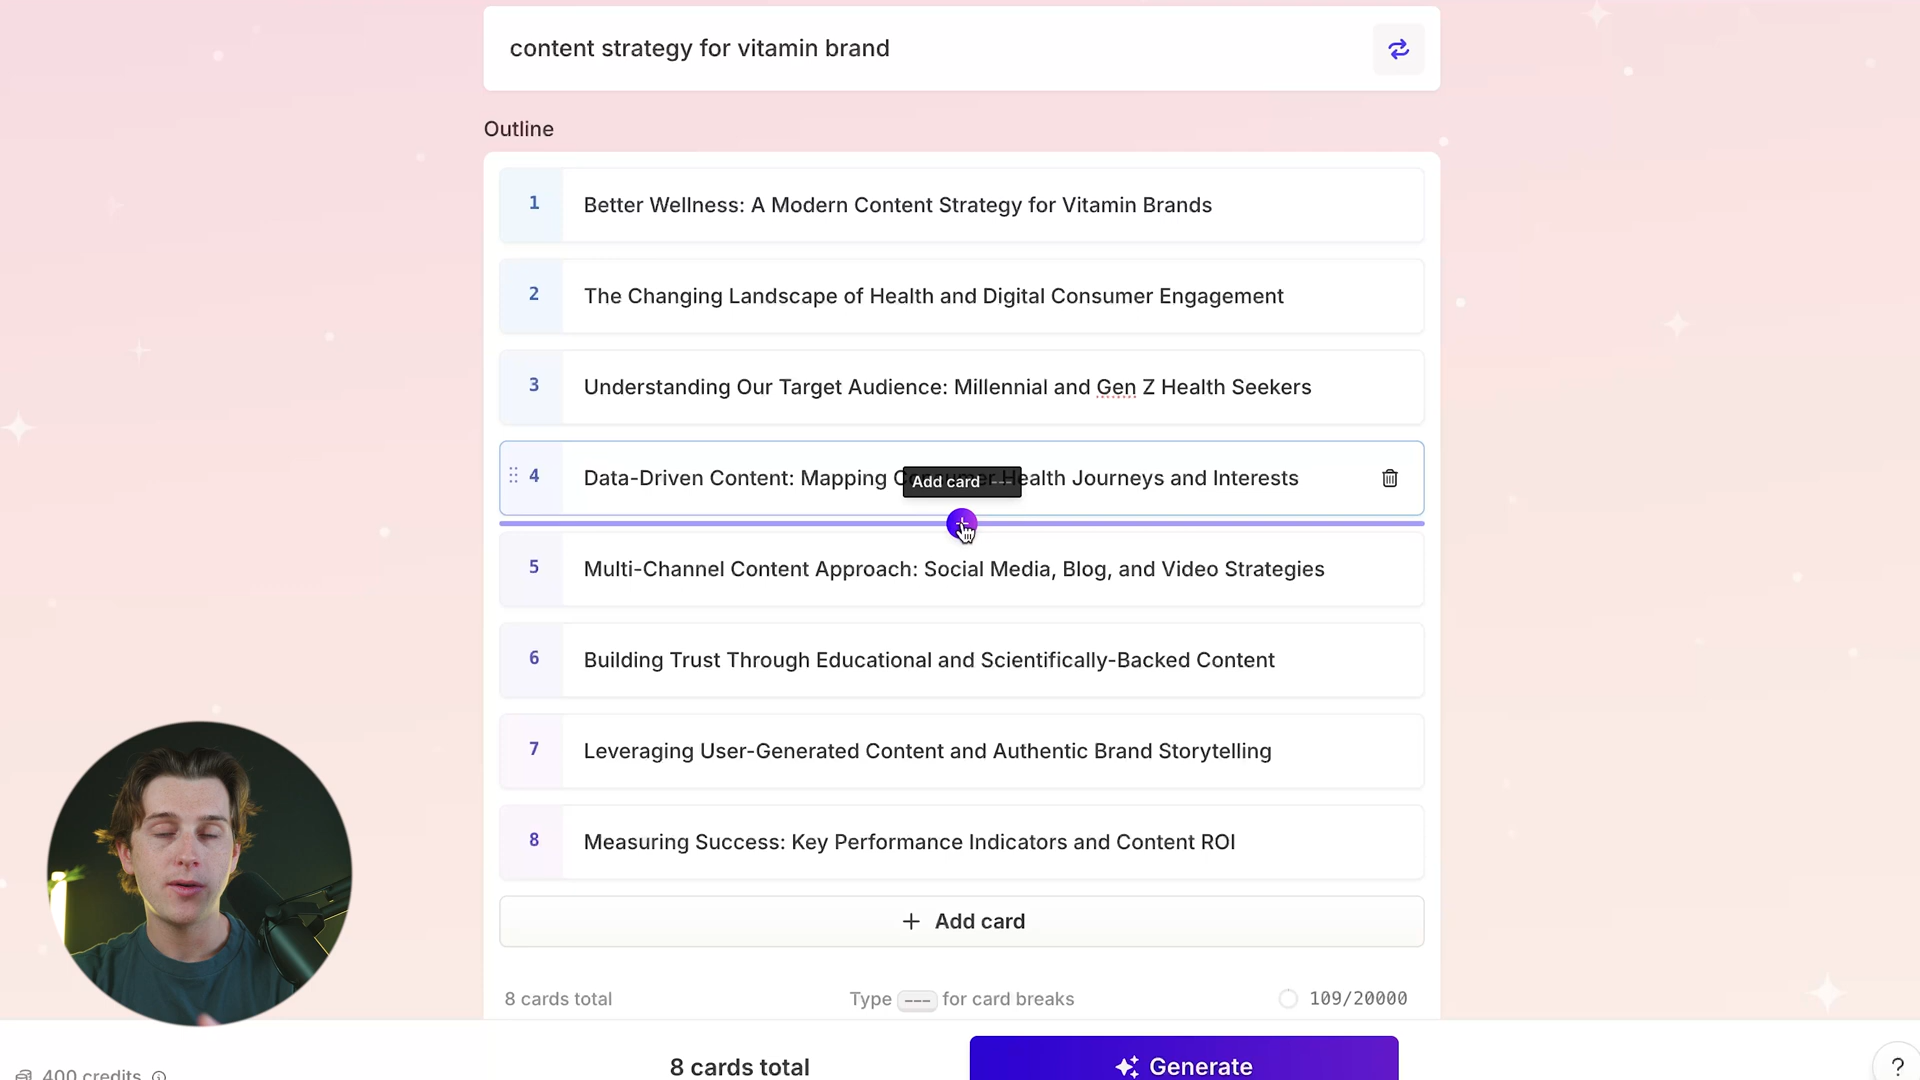 content strategy for vitamin brand
Outline
1 Better Wellness: A Modern Content Strategy for Vitamin Brands
2 The Changing Landscape of Health and Digital Consumer Engagement
3 Understanding Our Target Audience: Millennial and Gen Z Health Seekers
4 Data-Driven Content: Mapping Consumer Health Journeys and Interests
Add card ---
5 Multi-Channel Content Approach: Social Media, Blog, and Video Strategies
6 Building Trust Through Educational and Scientifically-Backed Content
7 Leveraging User-Generated Content and Authentic Brand Storytelling
8 Measuring Success: Key Performance Indicators and Content ROI
+ Add card
8 cards total Type --- for card breaks 109/20000
400 credits 8 cards total Generate ?